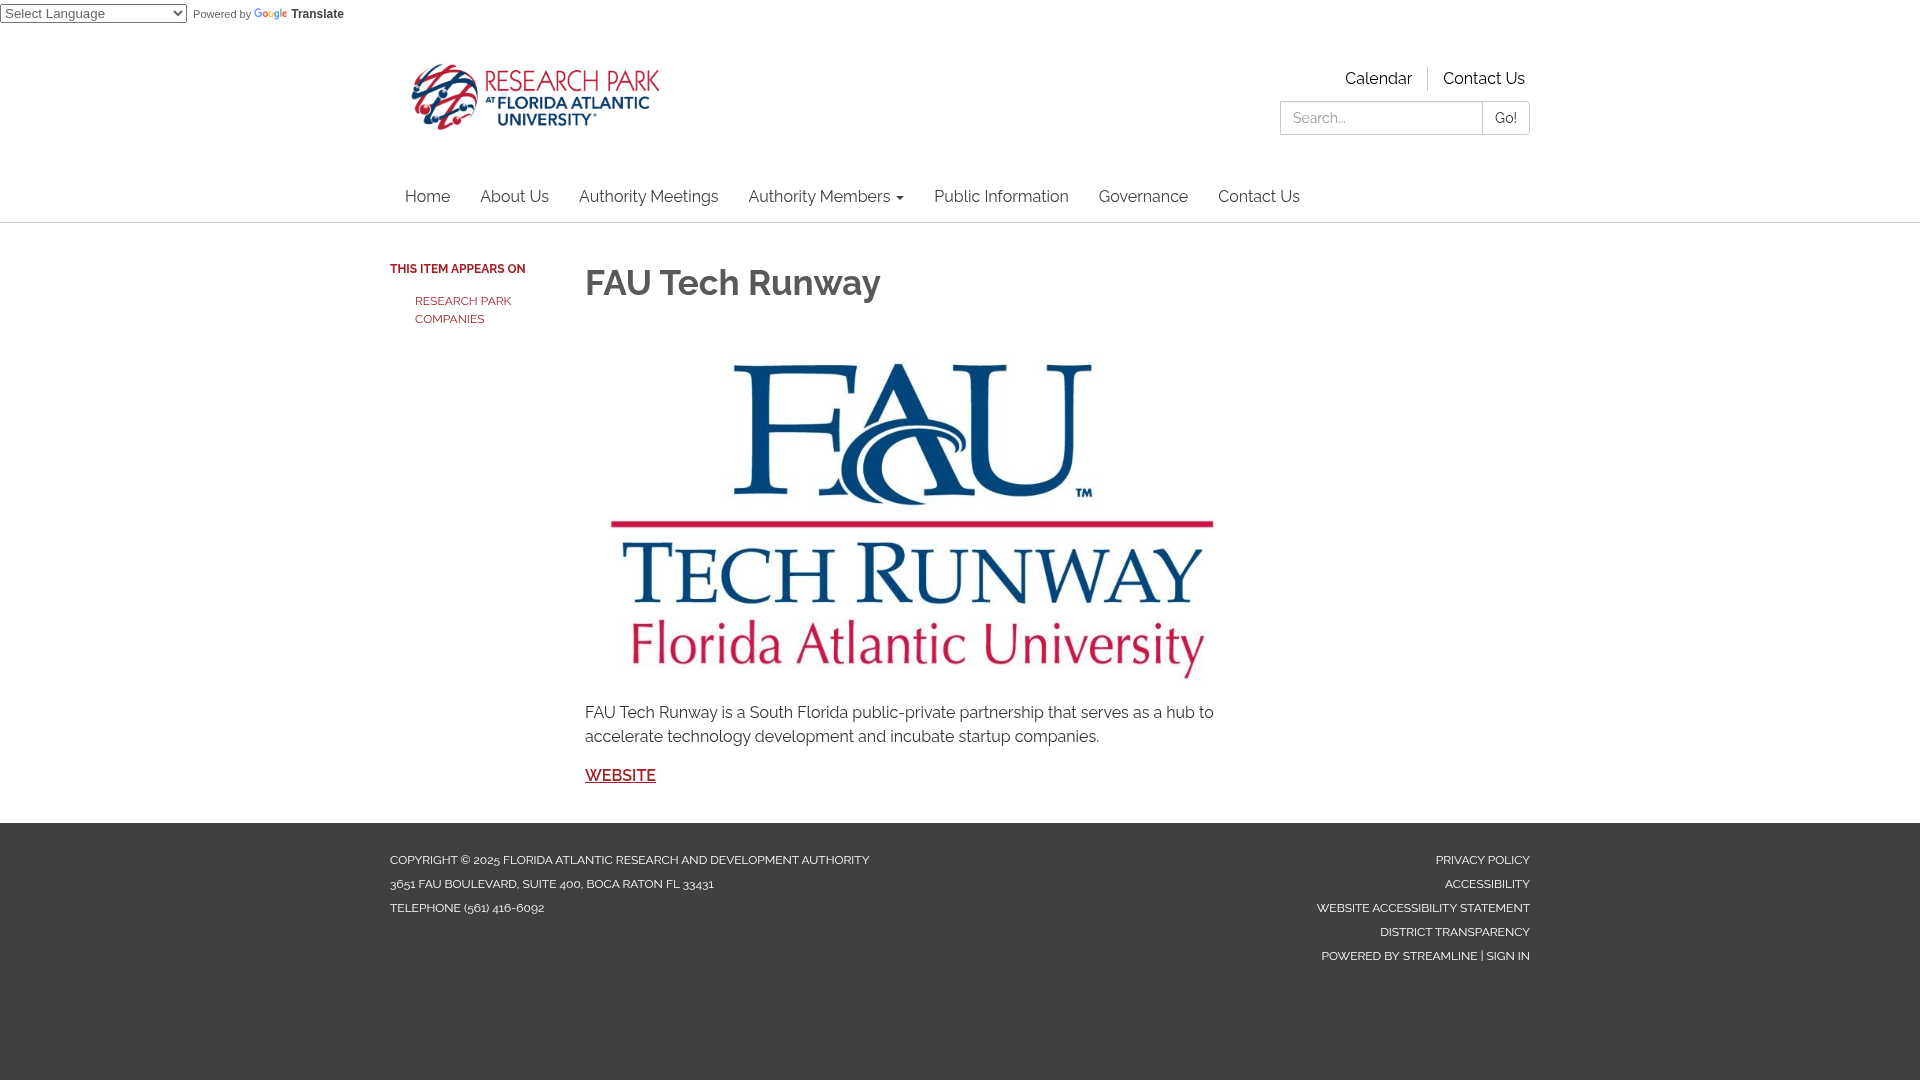 Select Language
Powered by Google Translate
RESEARCH PARK
AT FLORIDA ATLANTIC
UNIVERSITY®
Calendar
Contact Us
Search...
Go!
Home
About Us
Authority Meetings
Authority Members
Public Information
Governance
Contact Us
THIS ITEM APPEARS ON
RESEARCH PARK
COMPANIES
FAU Tech Runway
FAU™
TECH RUNWAY
Florida Atlantic University
FAU Tech Runway is a South Florida public-private partnership that serves as a hub to
accelerate technology development and incubate startup companies.
WEBSITE
COPYRIGHT © 2025 FLORIDA ATLANTIC RESEARCH AND DEVELOPMENT AUTHORITY
3651 FAU BOULEVARD, SUITE 400, BOCA RATON FL 33431
TELEPHONE (561) 416-6092
PRIVACY POLICY
ACCESSIBILITY
WEBSITE ACCESSIBILITY STATEMENT
DISTRICT TRANSPARENCY
POWERED BY STREAMLINE | SIGN IN